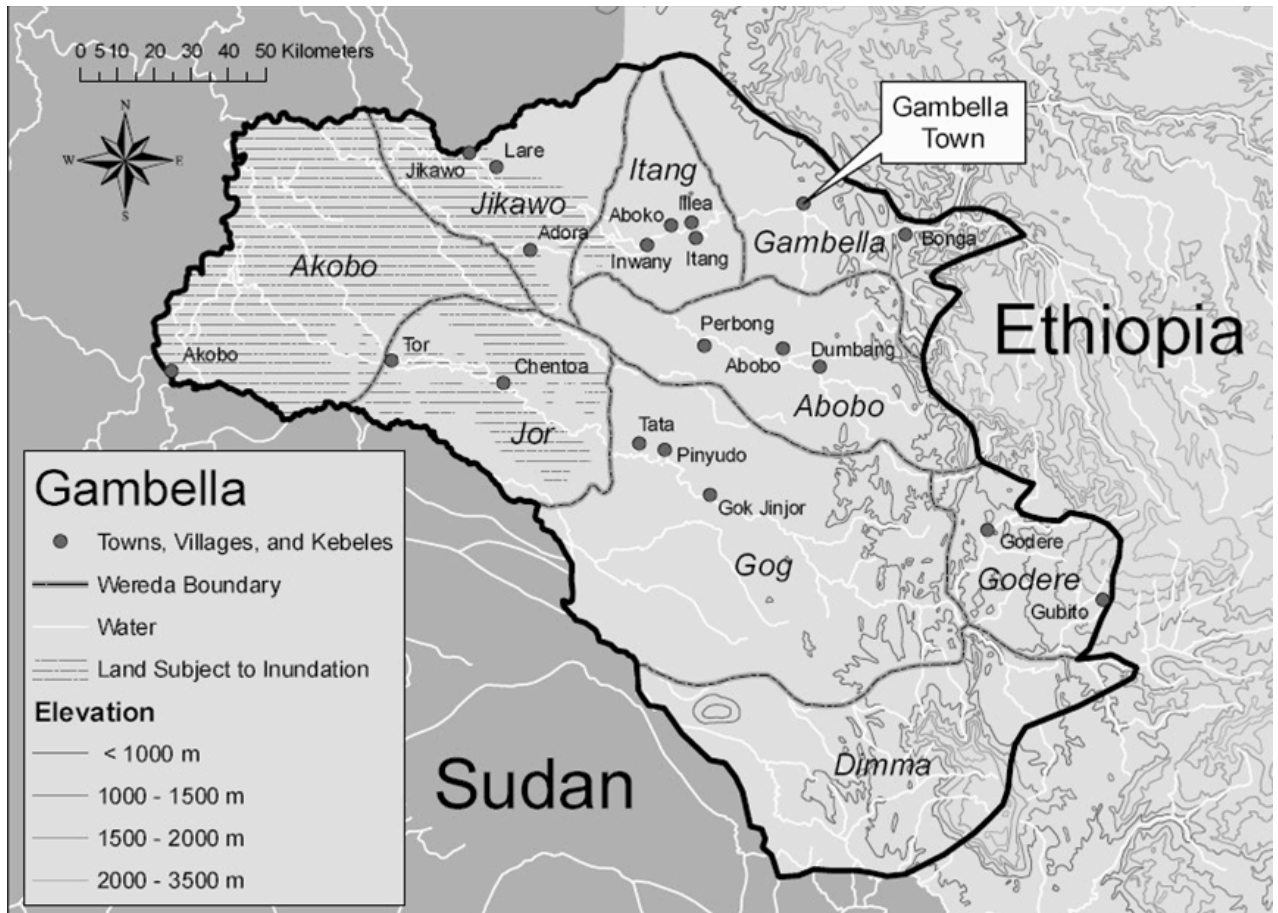 0 5 10 20 30 40 50 Kilometers
N
W
E
S
Gambella
Town
Lare
Jikawo
Itang
Illea
Jikawo
Aboko
Adora
Gambella
Bonga
Inwany
Itang
Akobo
Ethiopia
Perbong
Tor
Akobo
Abobo
Dumbang
Chentoa
Abobo
Tata
Jor
Pinyudo
Gok Jinjor
Godere
Gog
Godere
Gubito
Dimma
Sudan
Gambella
Towns, Villages, and Kebeles
Wereda Boundary
Water
Land Subject to Inundation
Elevation
< 1000 m
1000 - 1500 m
1500 - 2000 m
2000 - 3500 m